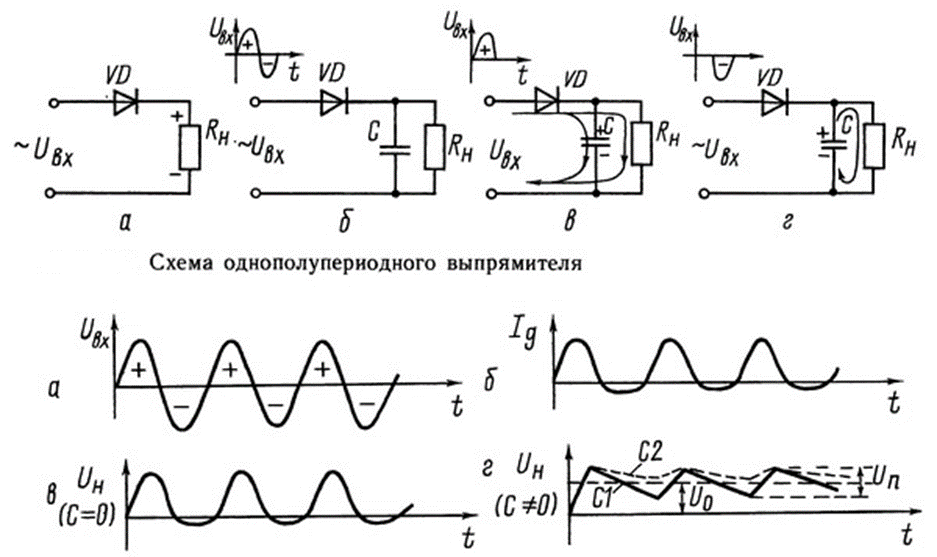 Uвх + − t
Uвх + t
Uвх − t
VD + − Rн ~Uвх
VD C Rн ~Uвх
VD + − C Rн Uвх
VD + − C Rн ~Uвх
а б в г
Схема однополупериодного выпрямителя
а Uвх + − + − + − t
б Iд t
в Uн (C=0) t
г Uн (C≠0) C1 C2 U0 Uп t